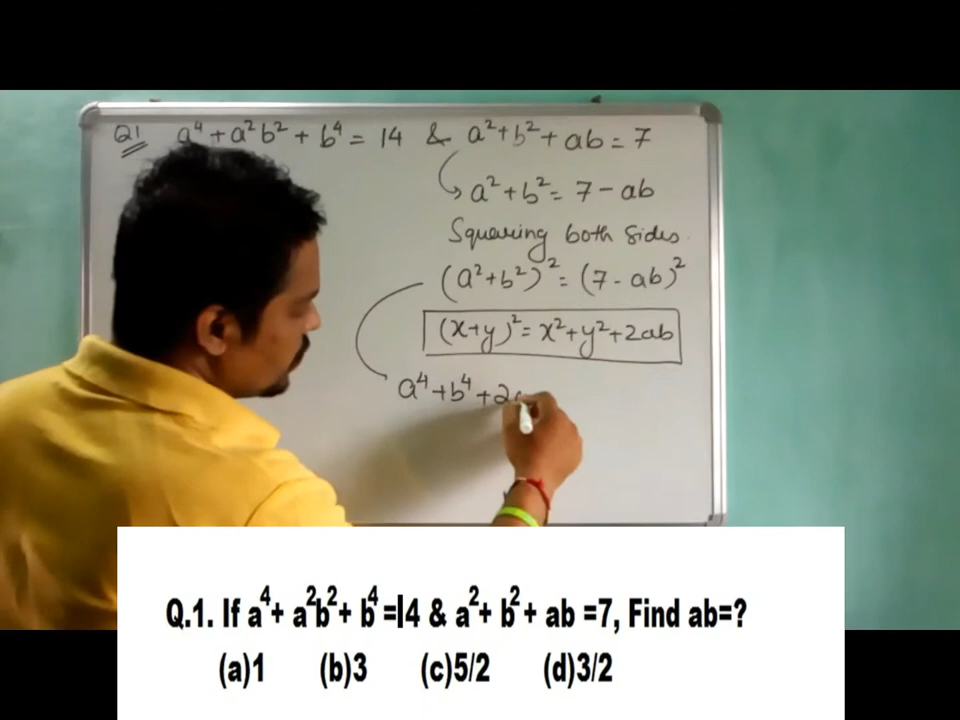 Q1 a⁴ + a²b² + b⁴ = 14 & a² + b² + ab = 7
a² + b² = 7 - ab
Squaring both sides.
(a² + b²)² = (7 - ab)²
(x+y)² = x² + y² + 2ab
a⁴ + b⁴ + 2a
Q.1. If a⁴+ a²b²+ b⁴ =14 & a²+ b²+ ab =7, Find ab=?
(a)1 (b)3 (c)5/2 (d)3/2